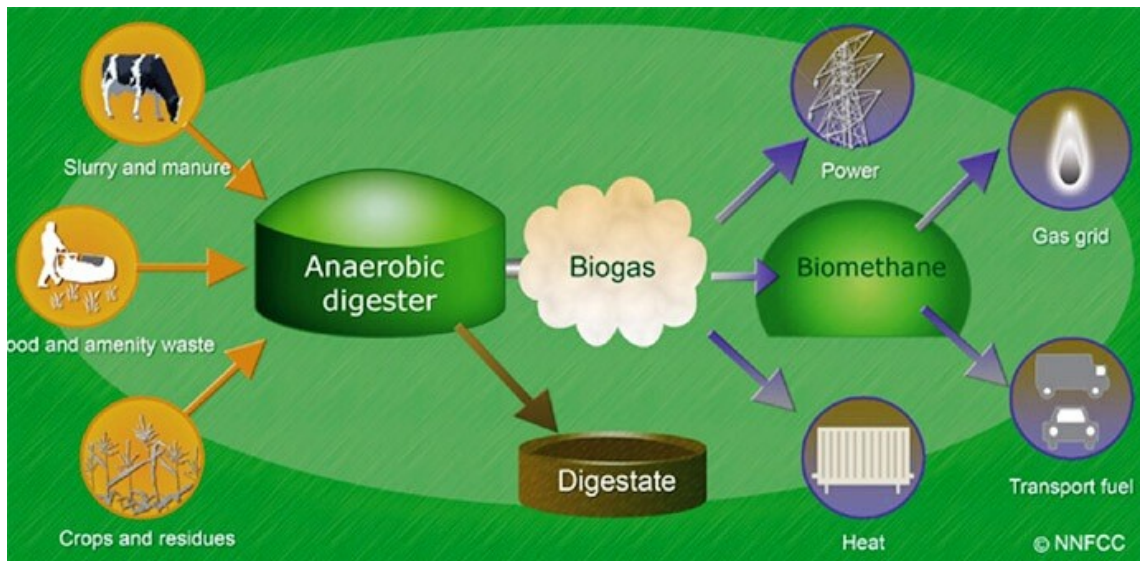 Slurry and manure
ood and amenity waste
Crops and residues
Anaerobic
digester
Biogas
Digestate
Power
Biomethane
Heat
Gas grid
Transport fuel
© NNFCC